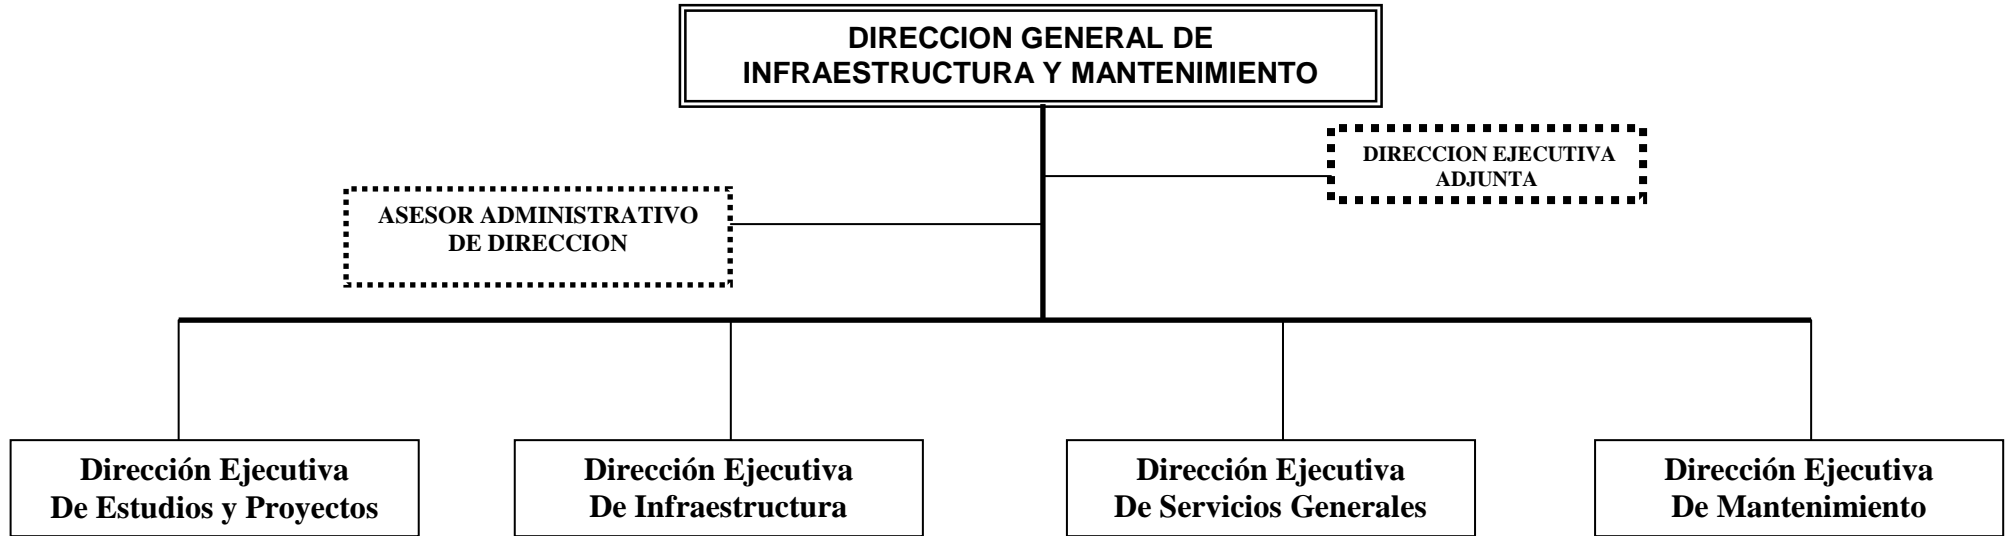 DIRECCION GENERAL DE
INFRAESTRUCTURA Y MANTENIMIENTO
DIRECCION EJECUTIVA
ADJUNTA
ASESOR ADMINISTRATIVO
DE DIRECCION
Dirección Ejecutiva
De Estudios y Proyectos
Dirección Ejecutiva
De Infraestructura
Dirección Ejecutiva
De Servicios Generales
Dirección Ejecutiva
De Mantenimiento